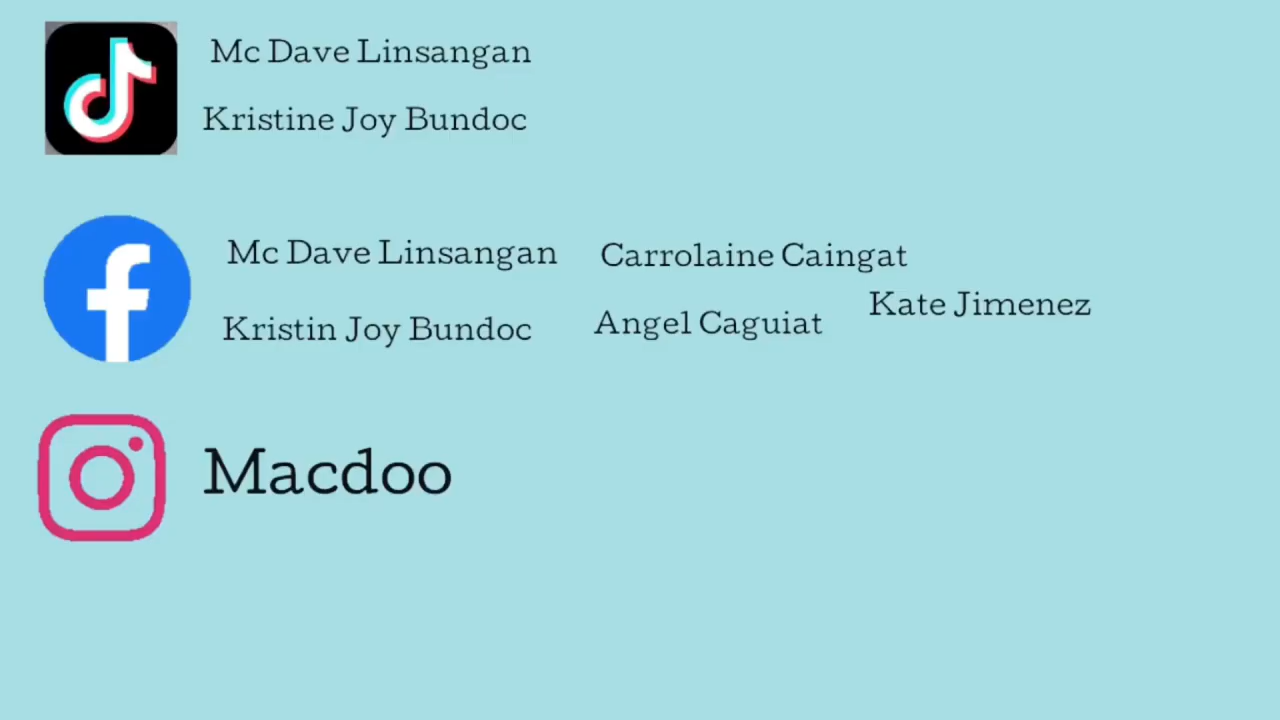 Mc Dave Linsangan
Kristine Joy Bundoc
Mc Dave Linsangan
Kristin Joy Bundoc
Carrolaine Caingat
Angel Caguiat
Kate Jimenez
Macdoo